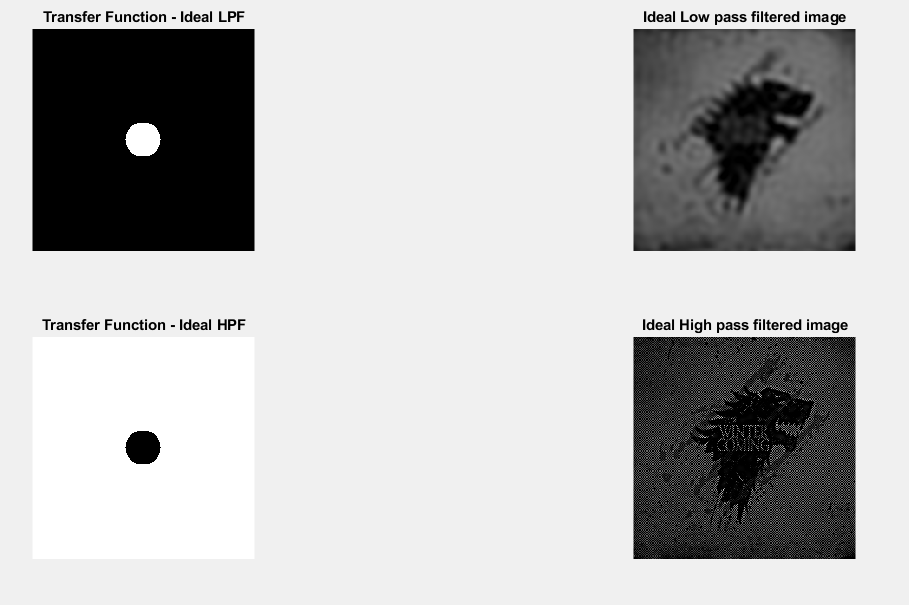 Transfer Function - Ideal LPF
Ideal Low pass filtered image
Transfer Function - Ideal HPF
Ideal High pass filtered image
WINTER
COMING